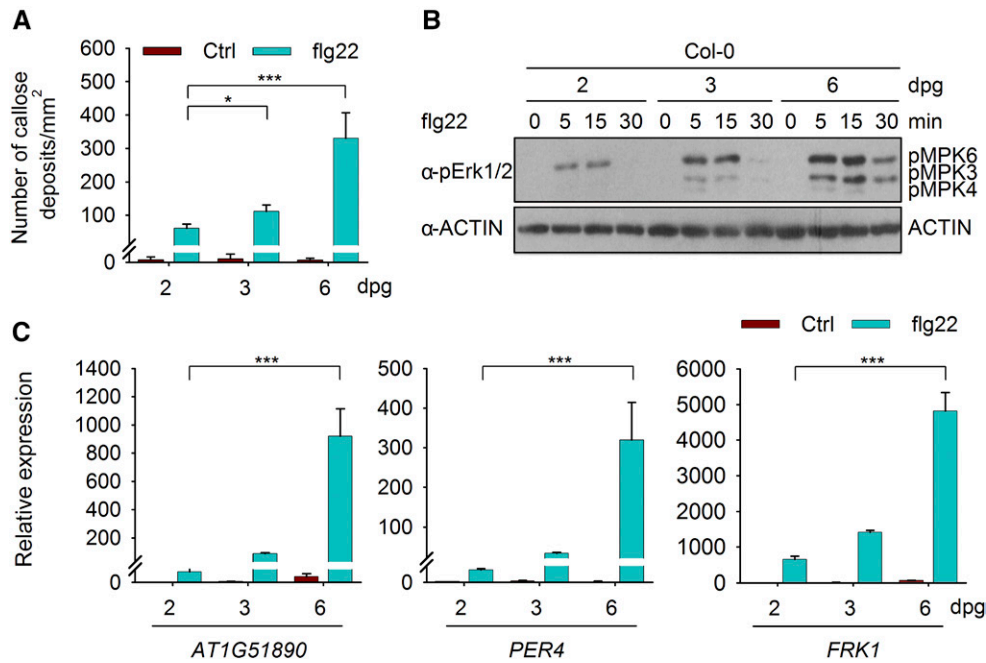 A
Ctrl flg22
Number of callose
deposits/mm²
600
500
400
300
200
100
0
*
***
2 3 6 dpg
B
Col-0
2 3 6 dpg
flg22 0 5 15 30 0 5 15 30 0 5 15 30 min
α-pErk1/2
pMPK6
pMPK3
pMPK4
α-ACTIN ACTIN
C
Ctrl flg22
Relative expression
1400
1200
1000
800
600
400
200
0
***
2 3 6
AT1G51890
500
400
300
200
100
0
***
2 3 6
PER4
6000
5000
4000
3000
2000
1000
0
***
2 3 6 dpg
FRK1